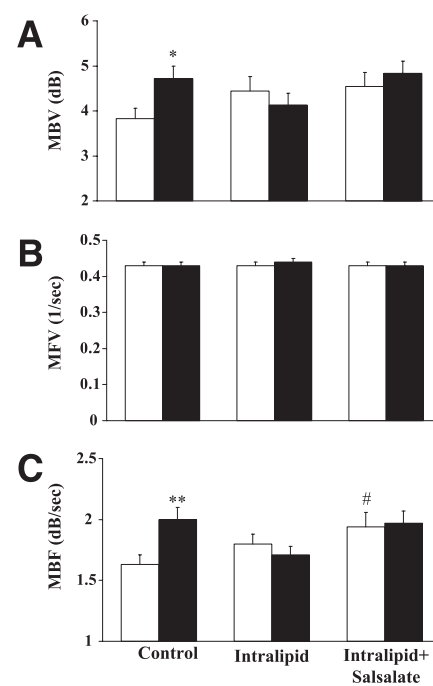 A
MBV (dB)
6
5
4
3
2
*
B
MFV (1/sec)
0.5
0.4
0.3
0.2
0.1
0
C
MBF (dB/sec)
2.5
2
1.5
1
**
#
Control
Intralipid
Intralipid+
Salsalate